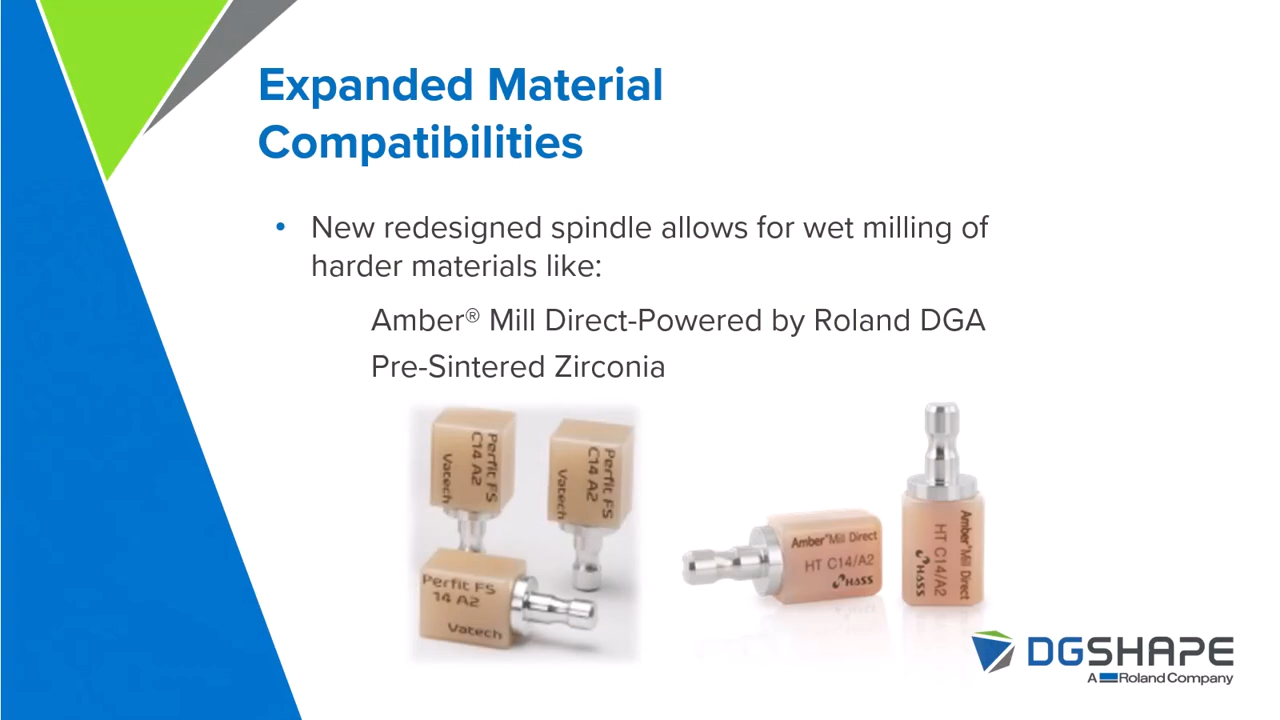 Expanded Material
Compatibilities
• New redesigned spindle allows for wet milling of
harder materials like:
Amber® Mill Direct-Powered by Roland DGA
Pre-Sintered Zirconia
Perfit FS
C14 A2
Vatech
Perfit FS
C14 A2
Vatech
Perfit FS
14 A2
Vatech
Amber® Mill Direct
HT C14/A2
HASS
Amber® Mill Direct
HT C14/A2
HASS
DGSHAPE
A Roland Company